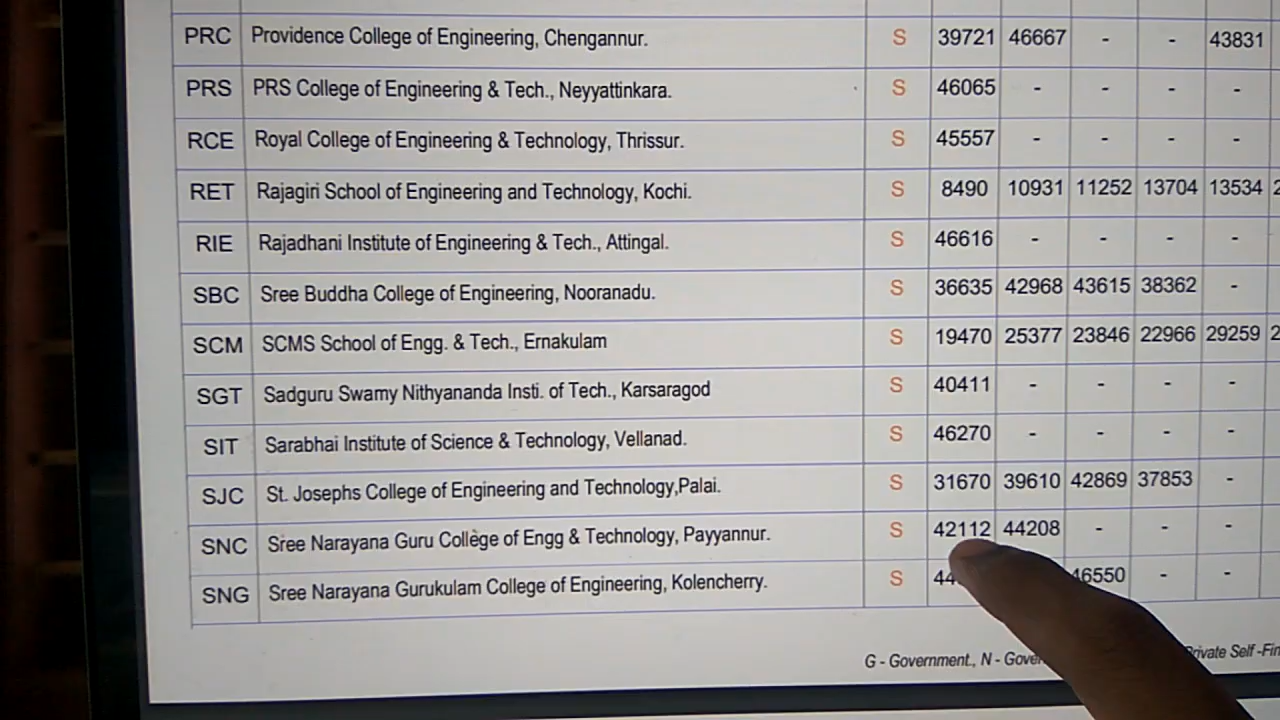 PRC Providence College of Engineering, Chengannur. S 39721 46667 - - 43831
PRS PRS College of Engineering & Tech., Neyyattinkara. S 46065 - - - -
RCE Royal College of Engineering & Technology, Thrissur. S 45557 - - - -
RET Rajagiri School of Engineering and Technology, Kochi. S 8490 10931 11252 13704 13534
RIE Rajadhani Institute of Engineering & Tech., Attingal. S 46616 - - - -
SBC Sree Buddha College of Engineering, Nooranadu. S 36635 42968 43615 38362 -
SCM SCMS School of Engg. & Tech., Ernakulam S 19470 25377 23846 22966 29259
SGT Sadguru Swamy Nithyananda Insti. of Tech., Karsaragod S 40411 - - - -
SIT Sarabhai Institute of Science & Technology, Vellanad. S 46270 - - - -
SJC St. Josephs College of Engineering and Technology,Palai. S 31670 39610 42869 37853 -
SNC Sree Narayana Guru College of Engg & Technology, Payyannur. S 42112 44208 - - -
SNG Sree Narayana Gurukulam College of Engineering, Kolencherry. S 46550 - -
G - Government., N - Private Self -Fin